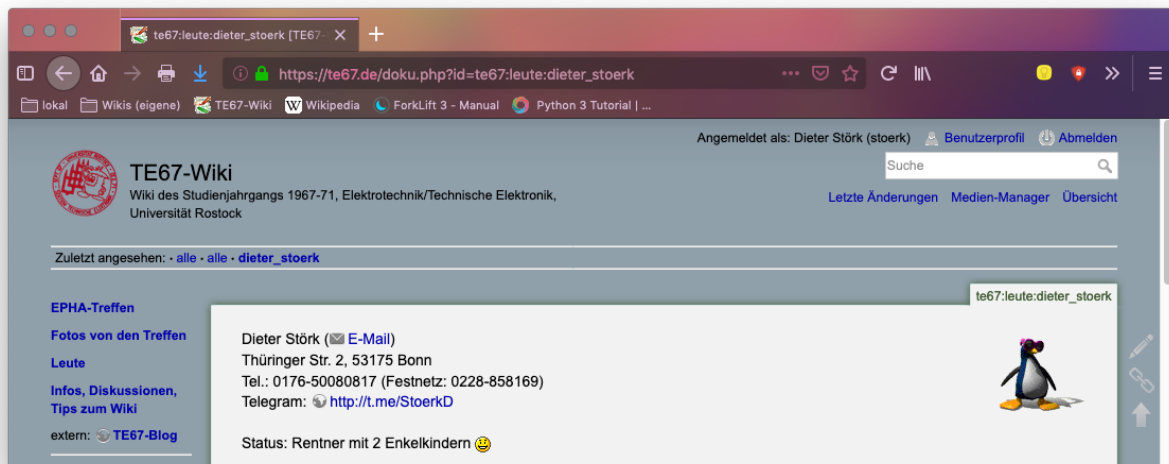 te67:leute:dieter_stoerk [TE67-
https://te67.de/doku.php?id=te67:leute:dieter_stoerk
lokal Wikis (eigene) TE67-Wiki Wikipedia ForkLift 3 - Manual Python 3 Tutorial | ...
Angemeldet als: Dieter Störk (stoerk) Benutzerprofil Abmelden
TE67-Wiki
Wiki des Studienjahrgangs 1967-71, Elektrotechnik/Technische Elektronik,
Universität Rostock
Suche
Letzte Änderungen Medien-Manager Übersicht
Zuletzt angesehen: • alle • alle • dieter_stoerk
te67:leute:dieter_stoerk
EPHA-Treffen
Fotos von den Treffen
Leute
Infos, Diskussionen,
Tips zum Wiki
extern: TE67-Blog
Dieter Störk (E-Mail)
Thüringer Str. 2, 53175 Bonn
Tel.: 0176-50080817 (Festnetz: 0228-858169)
Telegram: http://t.me/StoerkD
Status: Rentner mit 2 Enkelkindern